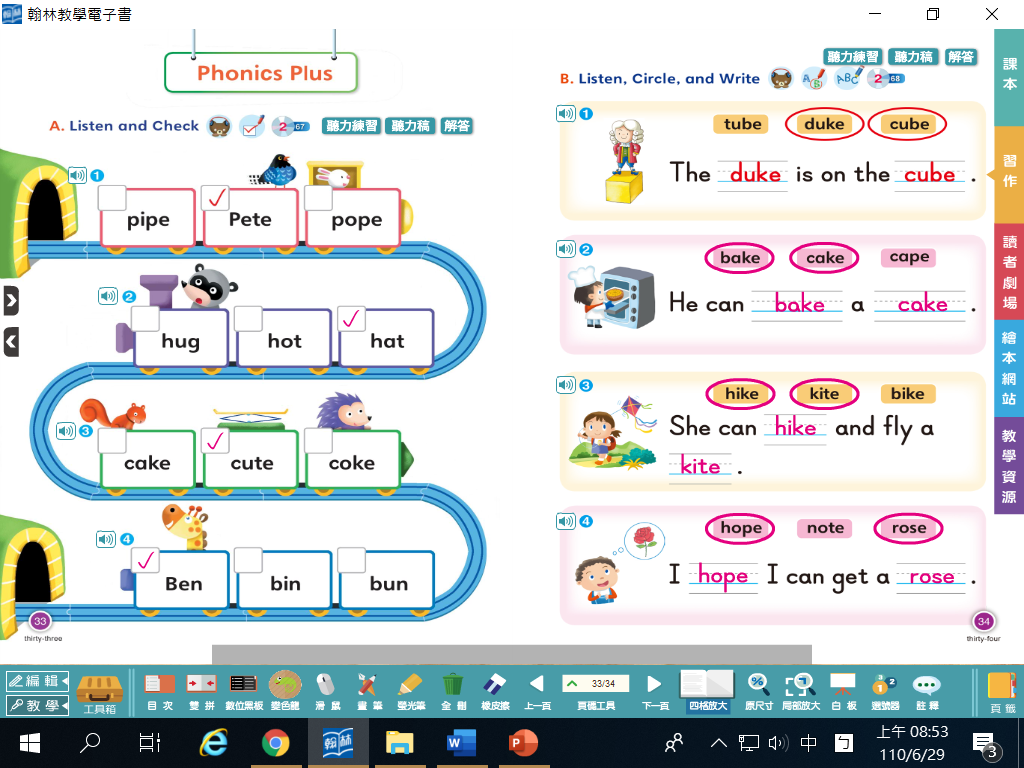 翰林教學電子書
Phonics Plus
A. Listen and Check 2 67 聽力練習 聽力稿 解答
1
pipe Pete pope
2
hug hot hat
3
cake cute coke
4
Ben bin bun
33
thirty-three
聽力練習 聽力稿 解答
B. Listen, Circle, and Write ABC 2 68
1 tube duke cube
The duke is on the cube .
2 bake cake cape
He can bake a cake .
3 hike kite bike
She can hike and fly a
kite .
4 hope note rose
I hope I can get a rose .
34
thirty-four
課本
習作
讀者劇場
繪本網站
教學資源
編輯
教學
工具箱 目次 雙拼 數位黑板 變色龍 滑鼠 畫筆 螢光筆 全刪 橡皮擦 上一頁 33/34 頁碼工具 下一頁 四格放大 原尺寸 局部放大 白板 選號器 註釋 頁籤
中 ㄅ 上午 08:53
110/6/29 3